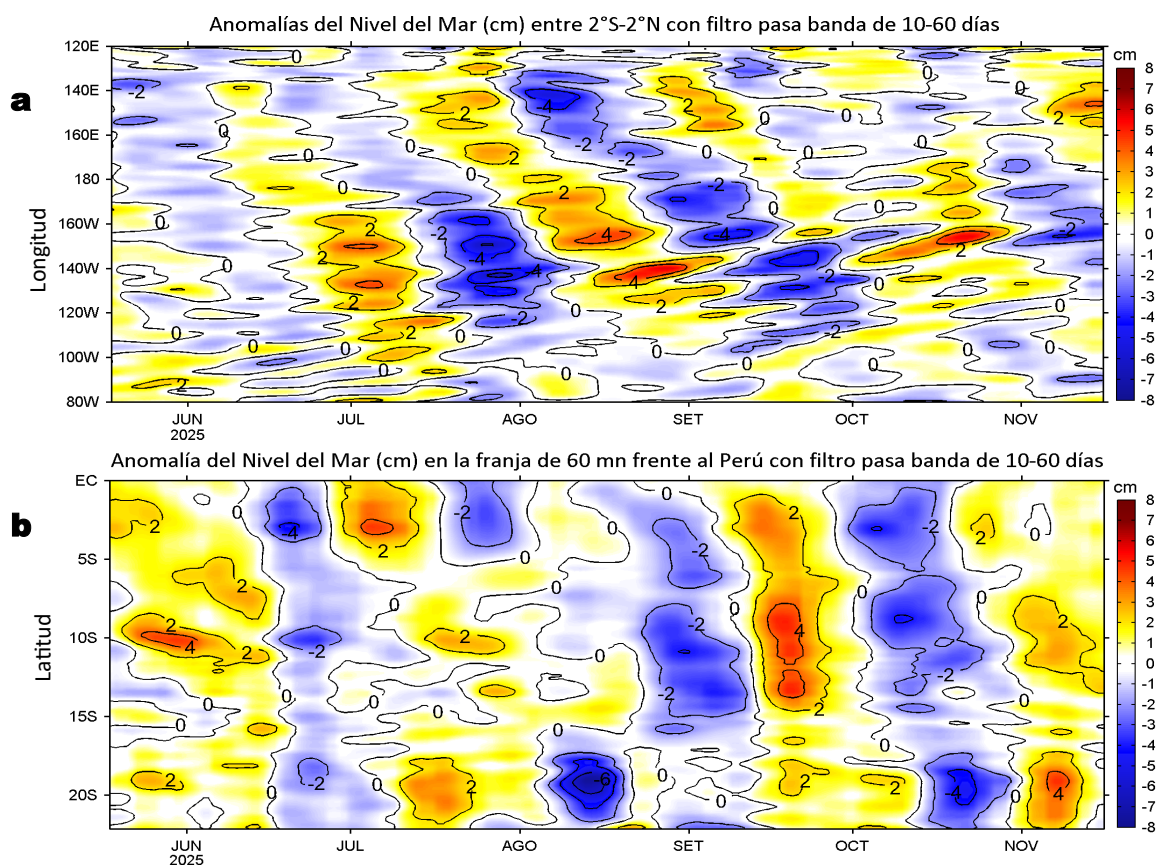 Anomalías del Nivel del Mar (cm) entre 2°S-2°N con filtro pasa banda de 10-60 días
a
Longitud
120E
140E
160E
180
160W
140W
120W
100W
80W
JUN
2025
JUL
AGO
SET
OCT
NOV
cm
8
7
6
5
4
3
2
1
0
-1
-2
-3
-4
-5
-6
-7
-8
Anomalía del Nivel del Mar (cm) en la franja de 60 mn frente al Perú con filtro pasa banda de 10-60 días
b
Latitud
EC
5S
10S
15S
20S
JUN
2025
JUL
AGO
SET
OCT
NOV
cm
8
7
6
5
4
3
2
1
0
-1
-2
-3
-4
-5
-6
-7
-8